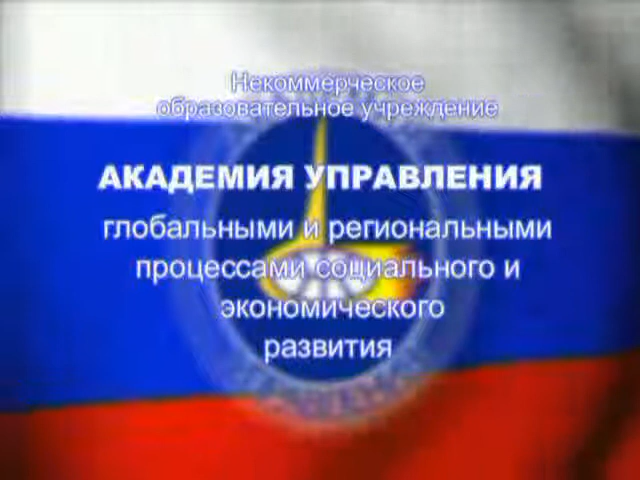 Некоммерческое
образовательное учреждение
АКАДЕМИЯ УПРАВЛЕНИЯ
глобальными и региональными
процессами социального и
экономического
развития